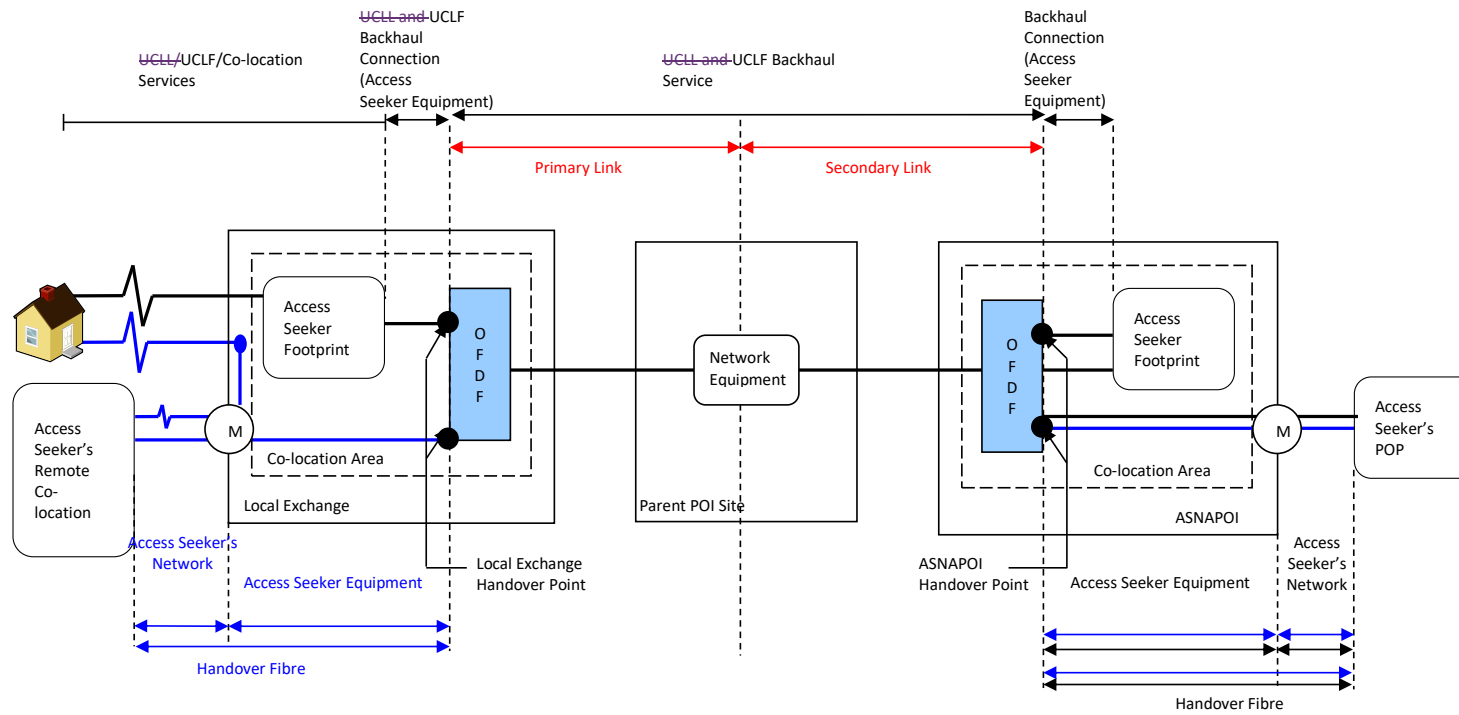 UCLL/UCLF/Co-location
Services
UCLL and UCLF
Backhaul
Connection
(Access
Seeker Equipment)
UCLL and UCLF Backhaul
Service
Backhaul
Connection
(Access
Seeker
Equipment)
Primary Link
Secondary Link
Access
Seeker
Footprint
O
F
D
F
Network
Equipment
O
F
D
F
Access
Seeker
Footprint
Access
Seeker's
Remote
Co-
location
M
Co-location Area
Local Exchange
Parent POI Site
Co-location Area
ASNAPOI
M
Access
Seeker's
POP
Access Seeker's
Network
Access Seeker Equipment
Local Exchange
Handover Point
ASNAPOI
Handover Point
Access Seeker Equipment
Access
Seeker's
Network
Handover Fibre
Handover Fibre